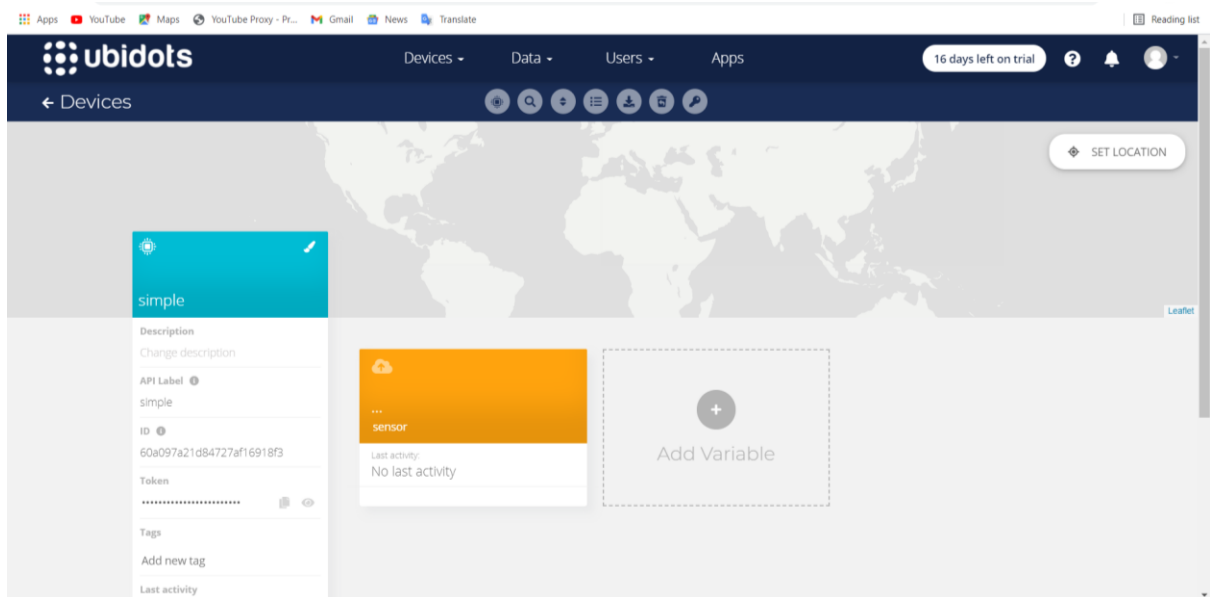 Apps YouTube Maps YouTube Proxy - Pr... Gmail News Translate Reading list
ubidots Devices Data Users Apps 16 days left on trial
Devices
SET LOCATION
simple
Leaflet
Description
Change description
API Label
simple
ID
60a097a21d84727af16918f3
Token
••••••••••••••••••••••••
Tags
Add new tag
Last activity
...
sensor
Last activity:
No last activity
Add Variable